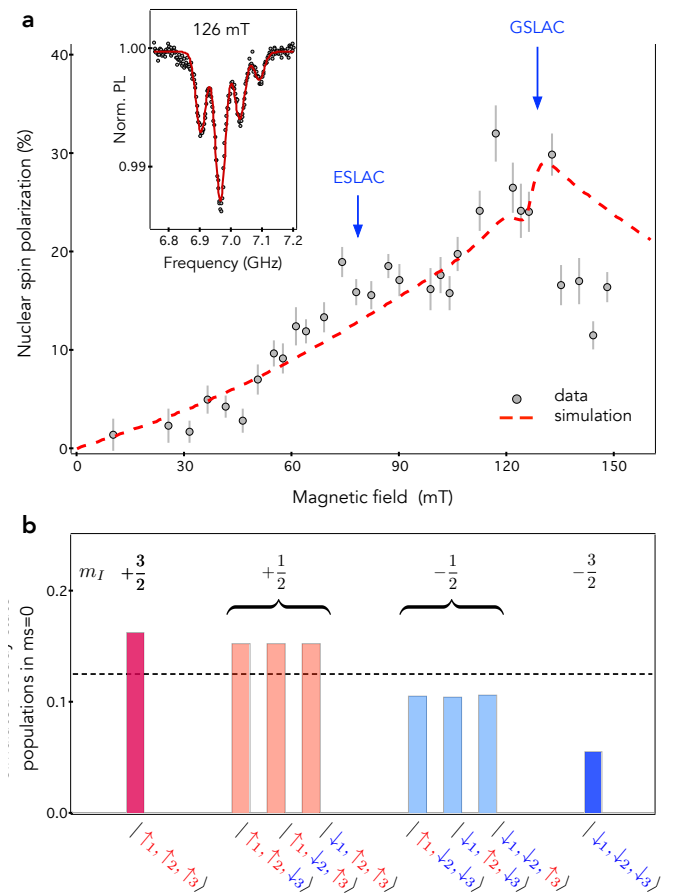 a
126 mT
GSLAC
ESLAC
40
30
20
10
0
Nuclear spin polarization (%)
1.00
0.99
Norm. PL
6.8 6.9 7.0 7.1 7.2
Frequency (GHz)
data
simulation
0 30 60 90 120 150
Magnetic field (mT)
b
m_I +3/2 +1/2 −1/2 −3/2
0.2
0.1
0.0
populations in ms=0
|↑1, ↑2, ↑3⟩
|↑1, ↑2, ↓3⟩
|↑1, ↓2, ↑3⟩
|↓1, ↑2, ↑3⟩
|↑1, ↓2, ↓3⟩
|↓1, ↑2, ↓3⟩
|↓1, ↓2, ↑3⟩
|↓1, ↓2, ↓3⟩